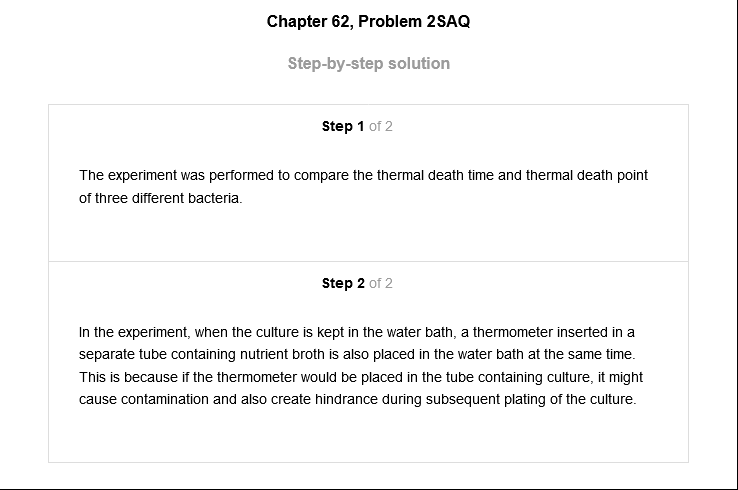 Chapter 62, Problem 2SAQ
Step-by-step solution
Step 1 of 2
The experiment was performed to compare the thermal death time and thermal death point
of three different bacteria.
Step 2 of 2
In the experiment, when the culture is kept in the water bath, a thermometer inserted in a
separate tube containing nutrient broth is also placed in the water bath at the same time.
This is because if the thermometer would be placed in the tube containing culture, it might
cause contamination and also create hindrance during subsequent plating of the culture.